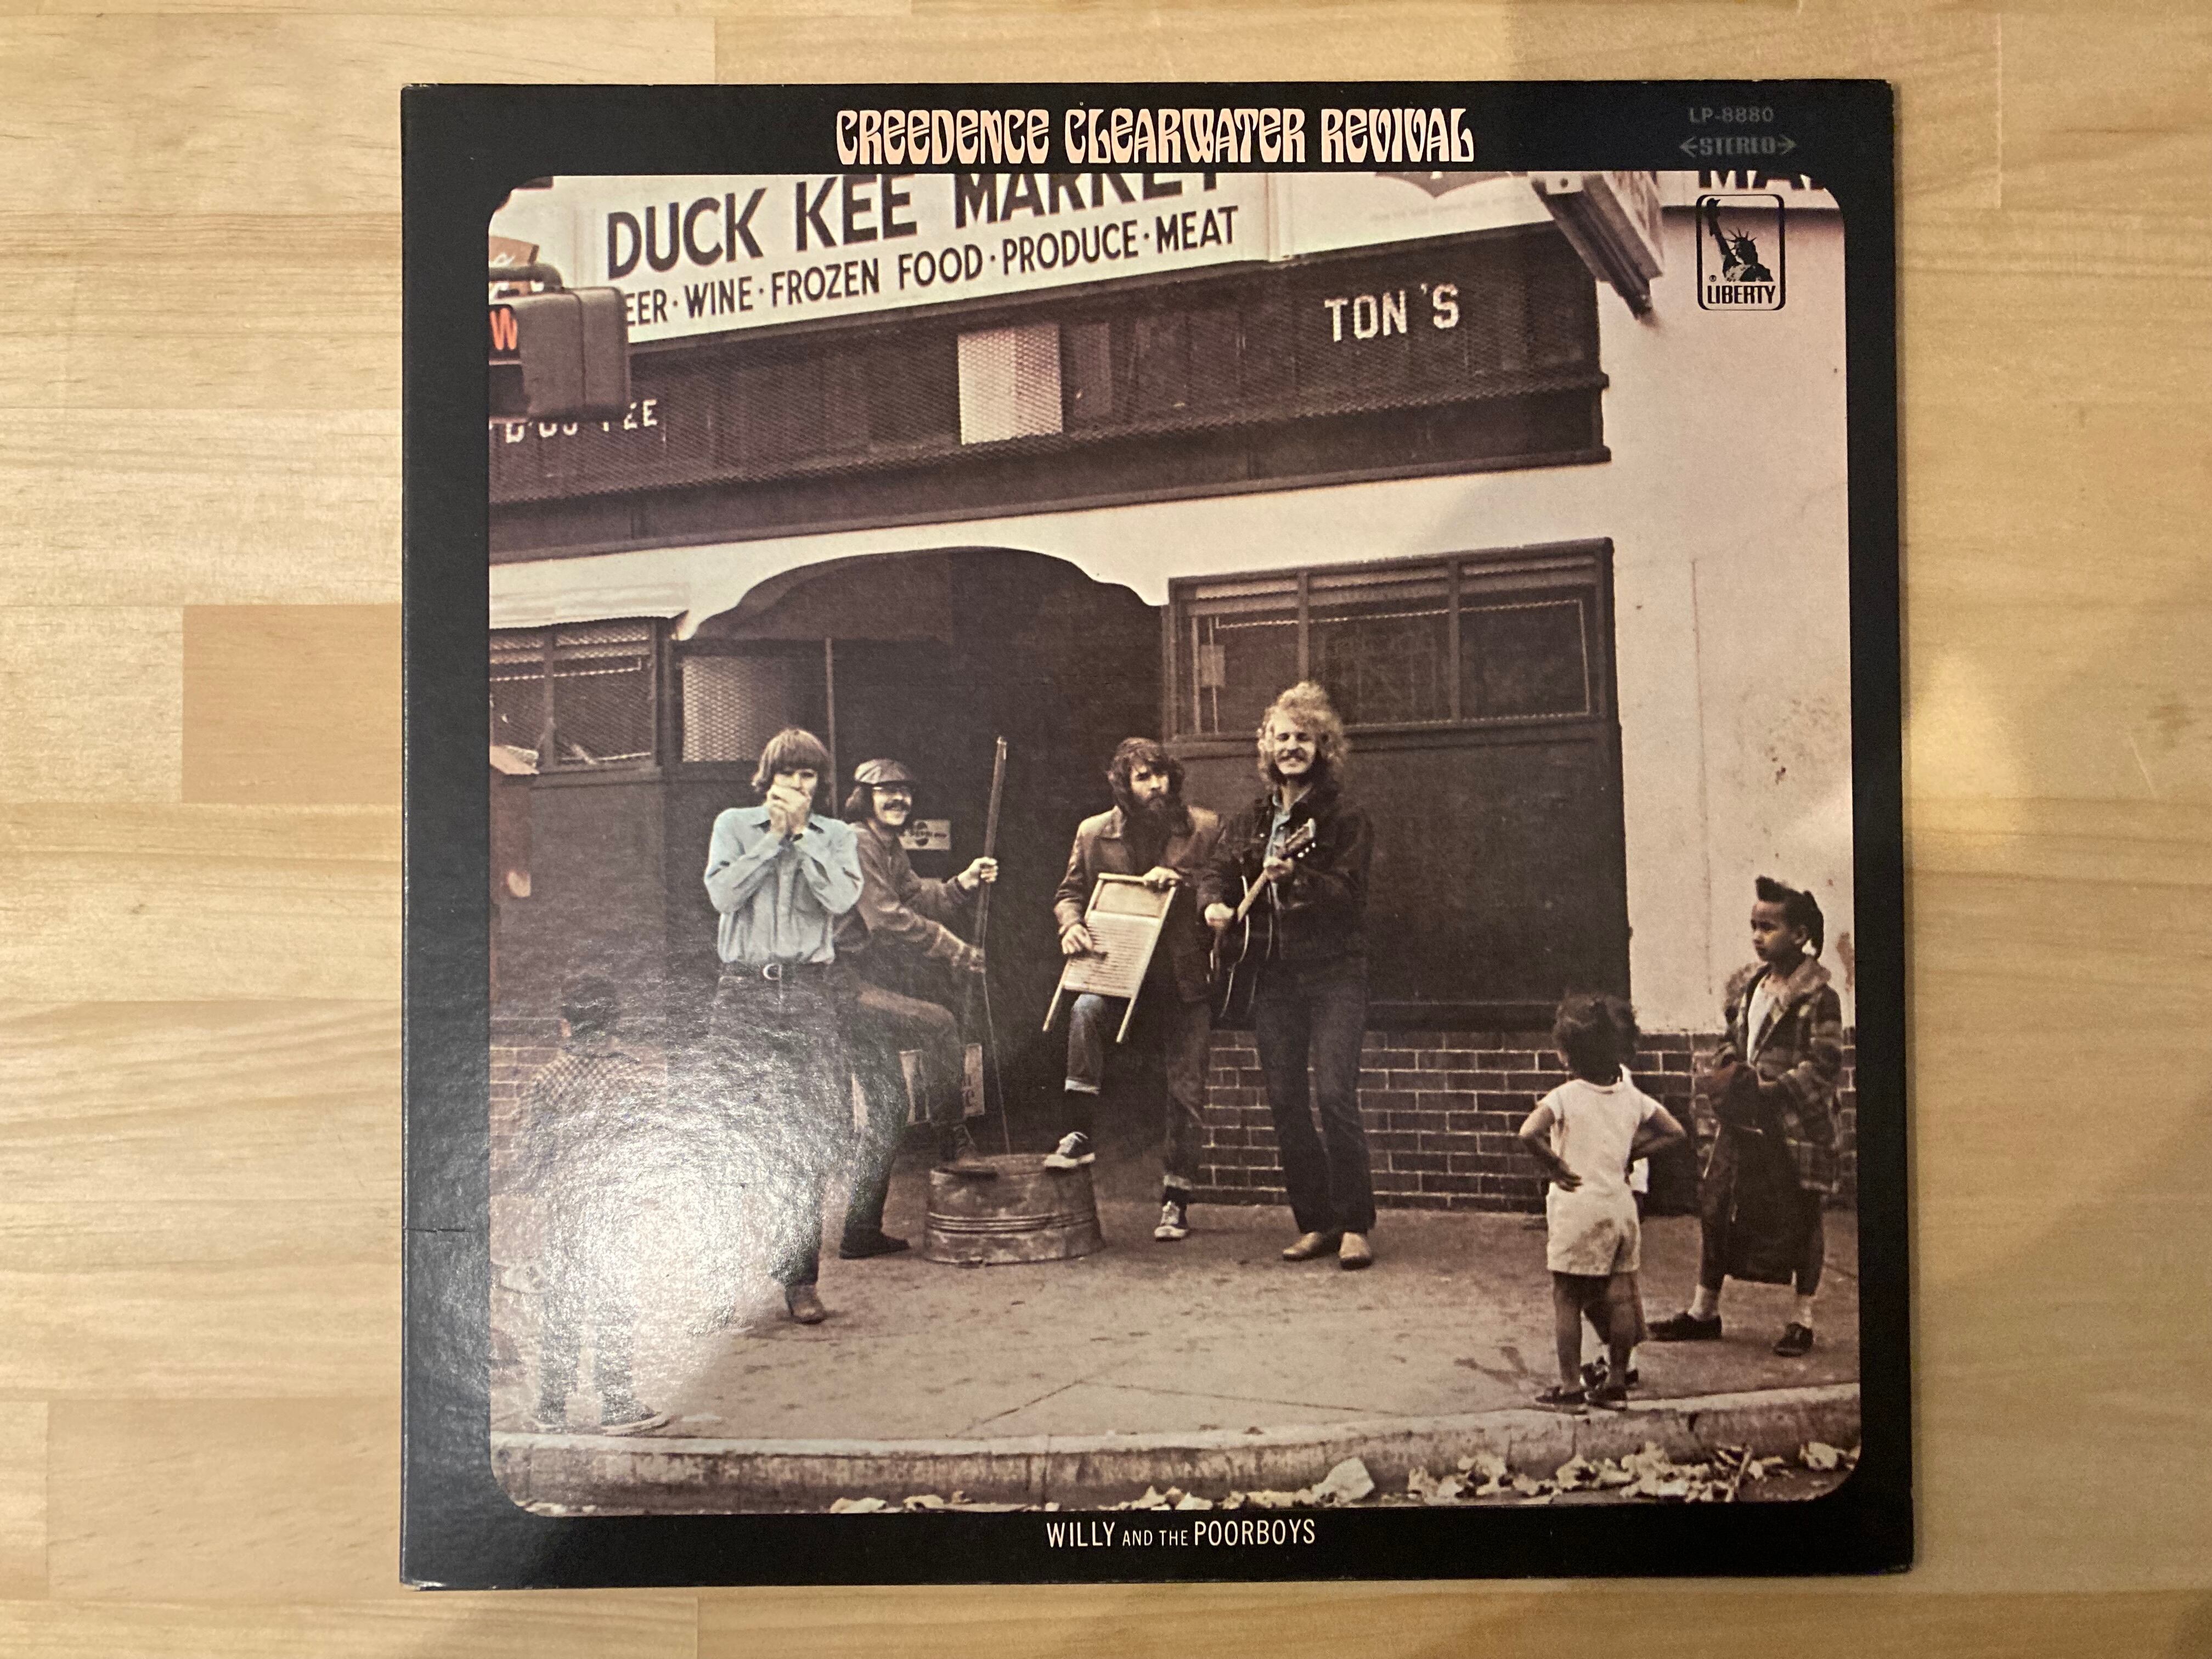 CREEDENCE CLEARWATER REVIVAL
LP-8880
STEREO
DUCK KEE MARKET
EER·WINE·FROZEN FOOD·PRODUCE·MEAT
LIBERTY
TON'S
W
WILLY AND THE POORBOYS